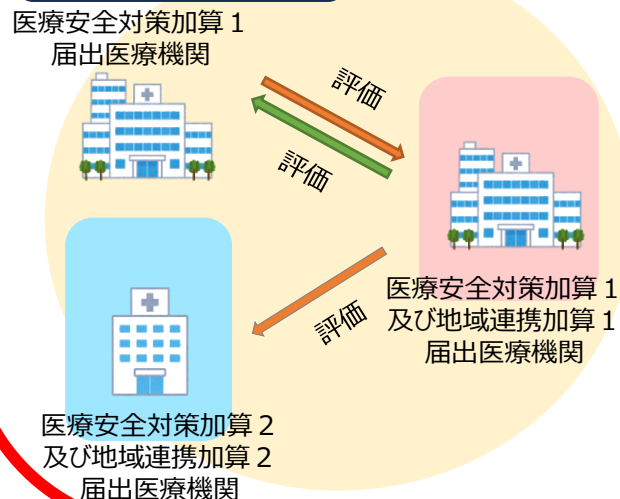 医療安全対策加算１
届出医療機関
評価
評価
医療安全対策加算１
及び地域連携加算１
届出医療機関
評価
医療安全対策加算２
及び地域連携加算２
届出医療機関